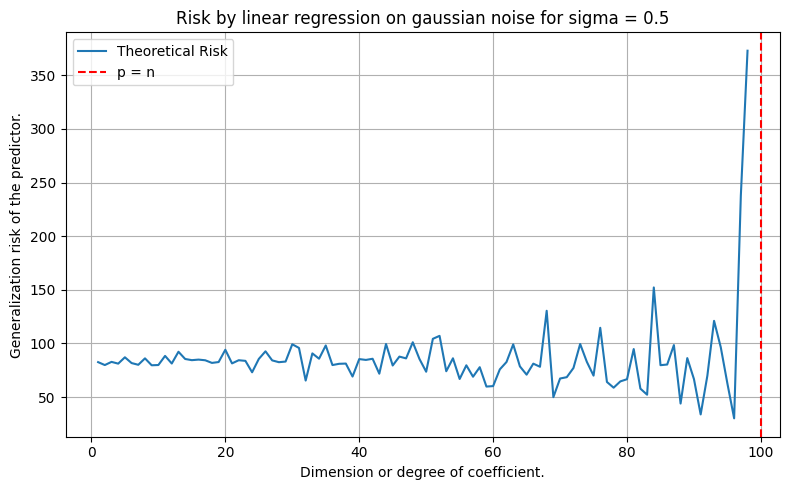 Risk by linear regression on gaussian noise for sigma = 0.5
Theoretical Risk
p = n
Generalization risk of the predictor.
350
300
250
200
150
100
50
0
20
40
60
80
100
Dimension or degree of coefficient.